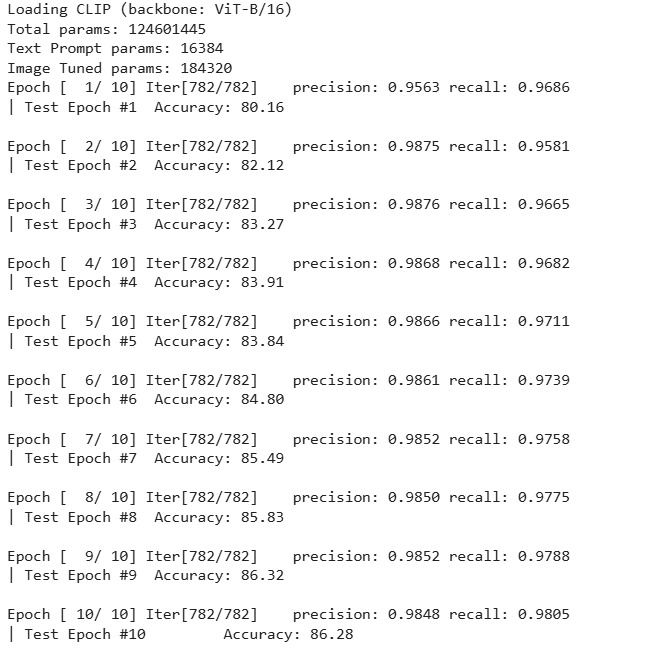 Loading CLIP (backbone: ViT-B/16)
Total params: 124601445
Text Prompt params: 16384
Image Tuned params: 184320
Epoch [  1/ 10] Iter[782/782]    precision: 0.9563 recall: 0.9686
| Test Epoch #1  Accuracy: 80.16
Epoch [  2/ 10] Iter[782/782]    precision: 0.9875 recall: 0.9581
| Test Epoch #2  Accuracy: 82.12
Epoch [  3/ 10] Iter[782/782]    precision: 0.9876 recall: 0.9665
| Test Epoch #3  Accuracy: 83.27
Epoch [  4/ 10] Iter[782/782]    precision: 0.9868 recall: 0.9682
| Test Epoch #4  Accuracy: 83.91
Epoch [  5/ 10] Iter[782/782]    precision: 0.9866 recall: 0.9711
| Test Epoch #5  Accuracy: 83.84
Epoch [  6/ 10] Iter[782/782]    precision: 0.9861 recall: 0.9739
| Test Epoch #6  Accuracy: 84.80
Epoch [  7/ 10] Iter[782/782]    precision: 0.9852 recall: 0.9758
| Test Epoch #7  Accuracy: 85.49
Epoch [  8/ 10] Iter[782/782]    precision: 0.9850 recall: 0.9775
| Test Epoch #8  Accuracy: 85.83
Epoch [  9/ 10] Iter[782/782]    precision: 0.9852 recall: 0.9788
| Test Epoch #9  Accuracy: 86.32
Epoch [ 10/ 10] Iter[782/782]    precision: 0.9848 recall: 0.9805
| Test Epoch #10         Accuracy: 86.28